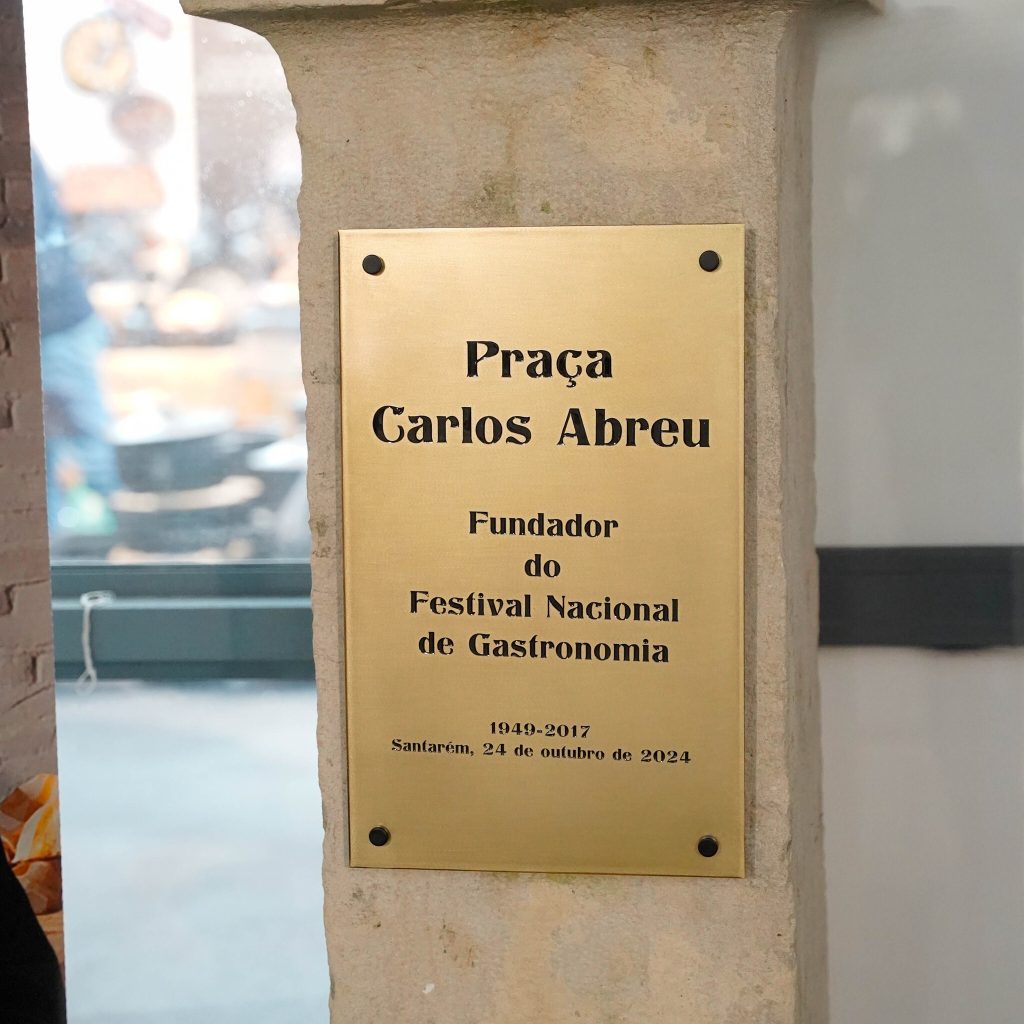 Praça
Carlos Abreu
Fundador
do
Festival Nacional
de Gastronomia
1949-2017
Santarém, 24 de outubro de 2024